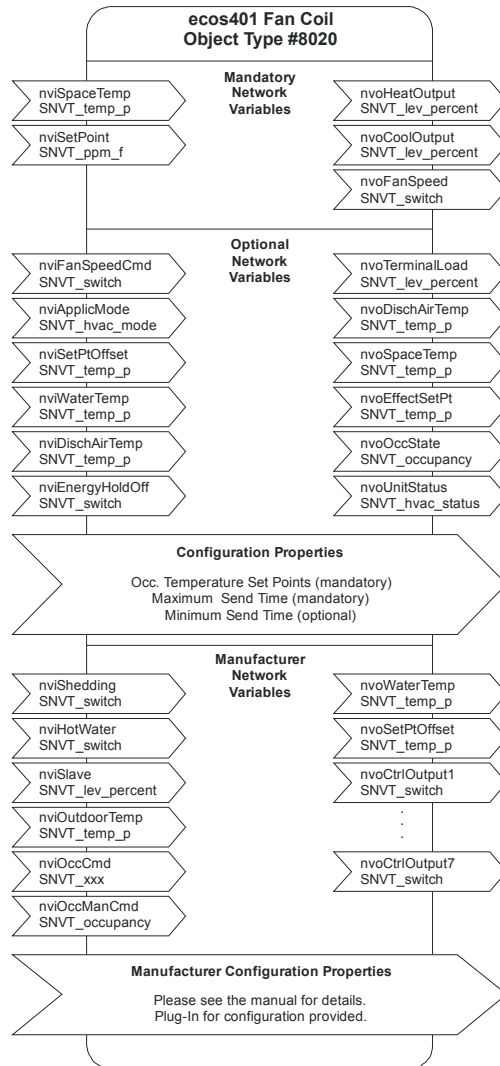 ecos401 Fan Coil
Object Type #8020
Mandatory
Network
Variables
nviSpaceTemp
SNVT_temp_p
nviSetPoint
SNVT_ppm_f
nvoHeatOutput
SNVT_lev_percent
nvoCoolOutput
SNVT_lev_percent
nvoFanSpeed
SNVT_switch
Optional
Network
Variables
nviFanSpeedCmd
SNVT_switch
nviApplicMode
SNVT_hvac_mode
nviSetPtOffset
SNVT_temp_p
nviWaterTemp
SNVT_temp_p
nviDischAirTemp
SNVT_temp_p
nviEnergyHoldOff
SNVT_switch
nvoTerminalLoad
SNVT_lev_percent
nvoDischAirTemp
SNVT_temp_p
nvoSpaceTemp
SNVT_temp_p
nvoEffectSetPt
SNVT_temp_p
nvoOccState
SNVT_occupancy
nvoUnitStatus
SNVT_hvac_status
Configuration Properties
Occ. Temperature Set Points (mandatory)
Maximum Send Time (mandatory)
Minimum Send Time (optional)
Manufacturer
Network
Variables
nviShedding
SNVT_switch
nviHotWater
SNVT_switch
nviSlave
SNVT_lev_percent
nviOutdoorTemp
SNVT_temp_p
nviOccCmd
SNVT_xxx
nviOccManCmd
SNVT_occupancy
nvoWaterTemp
SNVT_temp_p
nvoSetPtOffset
SNVT_temp_p
nvoCtrlOutput1
SNVT_switch
.
.
.
nvoCtrlOutput7
SNVT_switch
Manufacturer Configuration Properties
Please see the manual for details.
Plug-In for configuration provided.